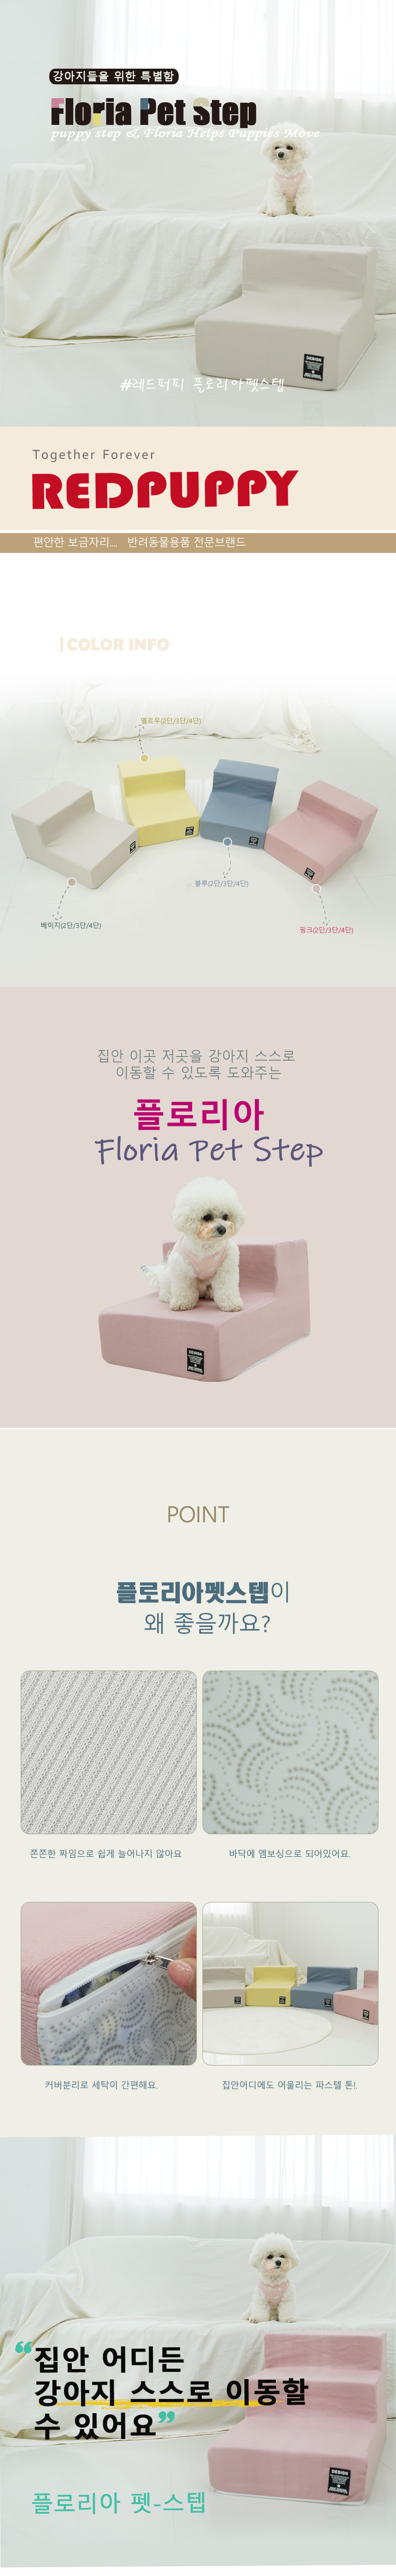 강아지들을 위한 특별함
Floria Pet Step
puppy step & Floria Helps Puppies Move
DESIGN
#레드퍼피 플로리아펫스텝
Together Forever
REDPUPPY
편안한 보금자리.... 반려동물용품 전문브랜드
COLOR INFO
옐로우(2단/3단/4단)
블루(2단/3단/4단)
베이지(2단/3단/4단)
핑크(2단/3단/4단)
집안 이곳 저곳을 강아지 스스로
이동할 수 있도록 도와주는
플로리아
Floria Pet Step
DESIGN
POINT
플로리아펫스텝이
왜 좋을까요?
쫀쫀한 짜임으로 쉽게 늘어나지 않아요
바닥에 엠보싱으로 되어있어요.
커버분리로 세탁이 간편해요.
집안어디에도 어울리는 파스텔 톤!.
“집안 어디든
강아지 스스로 이동할
수 있어요”
DESIGN
플로리아 펫-스텝